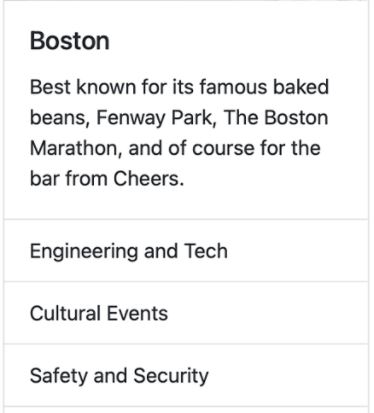 Boston
Best known for its famous baked
beans, Fenway Park, The Boston
Marathon, and of course for the
bar from Cheers.
Engineering and Tech
Cultural Events
Safety and Security